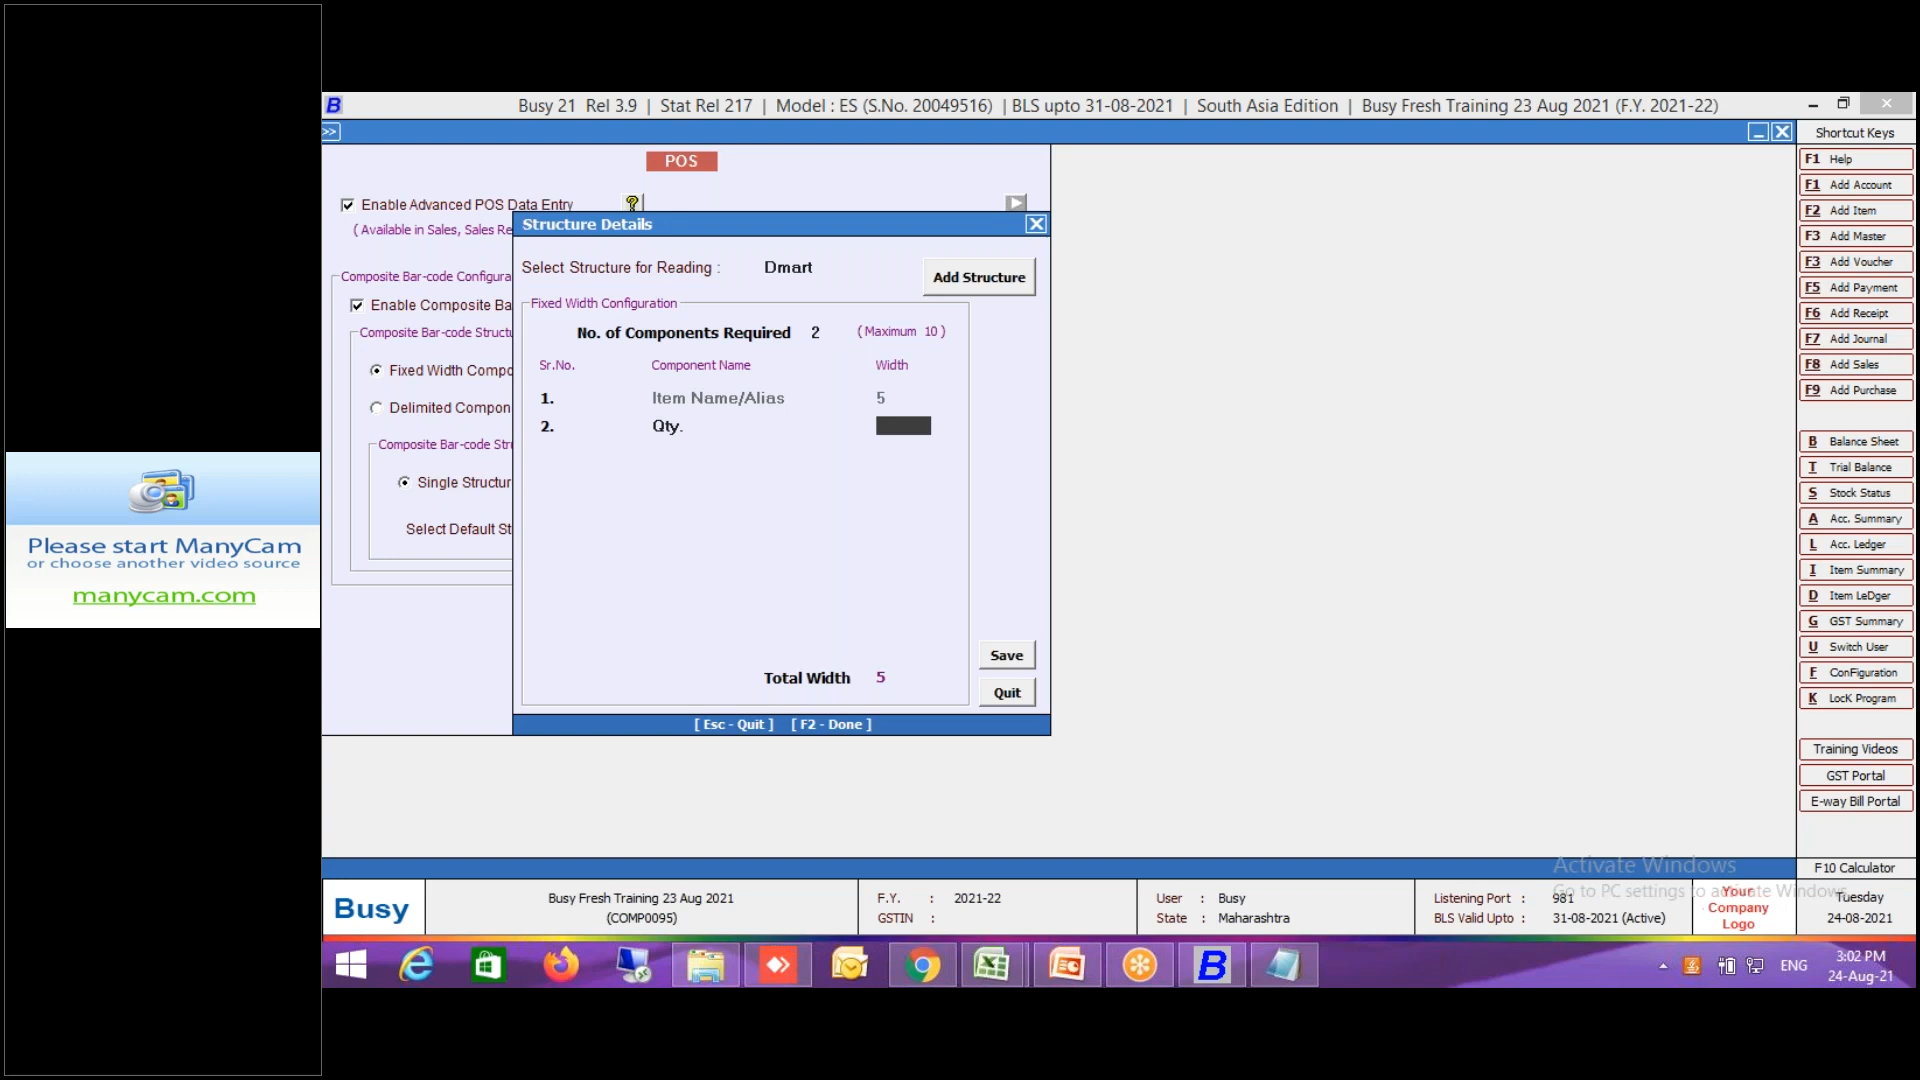 Busy 21 Rel 3.9 | Stat Rel 217 | Model : ES (S.No. 20049516) | BLS upto 31-08-2021 | South Asia Edition | Busy Fresh Training 23 Aug 2021 (F.Y. 2021-22)
>>
Shortcut Keys
POS
Enable Advanced POS Data Entry
?
( Available in Sales, Sales Re
Composite Bar-code Configura
Enable Composite Ba
Composite Bar-code Structu
Fixed Width Compo
Delimited Compon
Composite Bar-code Stru
Single Structur
Select Default St
Structure Details
Select Structure for Reading : Dmart
Add Structure
Fixed Width Configuration
No. of Components Required 2 ( Maximum 10 )
Sr.No. Component Name Width
1. Item Name/Alias 5
2. Qty.
Total Width 5
Save
Quit
[ Esc - Quit ] [ F2 - Done ]
F1 Help
F1 Add Account
F2 Add Item
F3 Add Master
F3 Add Voucher
F5 Add Payment
F6 Add Receipt
F7 Add Journal
F8 Add Sales
F9 Add Purchase
B Balance Sheet
T Trial Balance
S Stock Status
A Acc. Summary
L Acc. Ledger
I Item Summary
D Item LeDger
G GST Summary
U Switch User
F ConFiguration
K LocK Program
Training Videos
GST Portal
E-way Bill Portal
F10 Calculator
Please start ManyCam
or choose another video source
manycam.com
Activate Windows
Go to PC settings to activate Windows.
Busy
Busy Fresh Training 23 Aug 2021
(COMP0095)
F.Y. : 2021-22
GSTIN :
User : Busy
State : Maharashtra
Listening Port : 981
BLS Valid Upto : 31-08-2021 (Active)
Your
Company
Logo
Tuesday
24-08-2021
ENG
3:02 PM
24-Aug-21